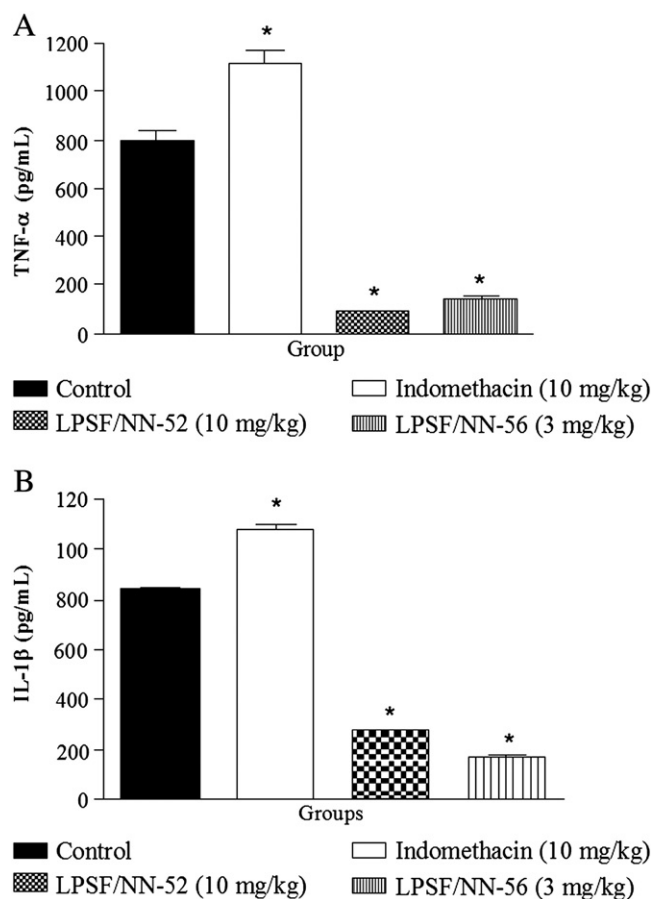 A
1200
*
1000
800
600
400
*
*
200
0
TNF-α (pg/mL)
Group
Control
Indomethacin (10 mg/kg)
LPSF/NN-52 (10 mg/kg)
LPSF/NN-56 (3 mg/kg)
B
120
*
100
800
600
400
*
*
200
0
IL-1β (pg/mL)
Groups
Control
Indomethacin (10 mg/kg)
LPSF/NN-52 (10 mg/kg)
LPSF/NN-56 (3 mg/kg)